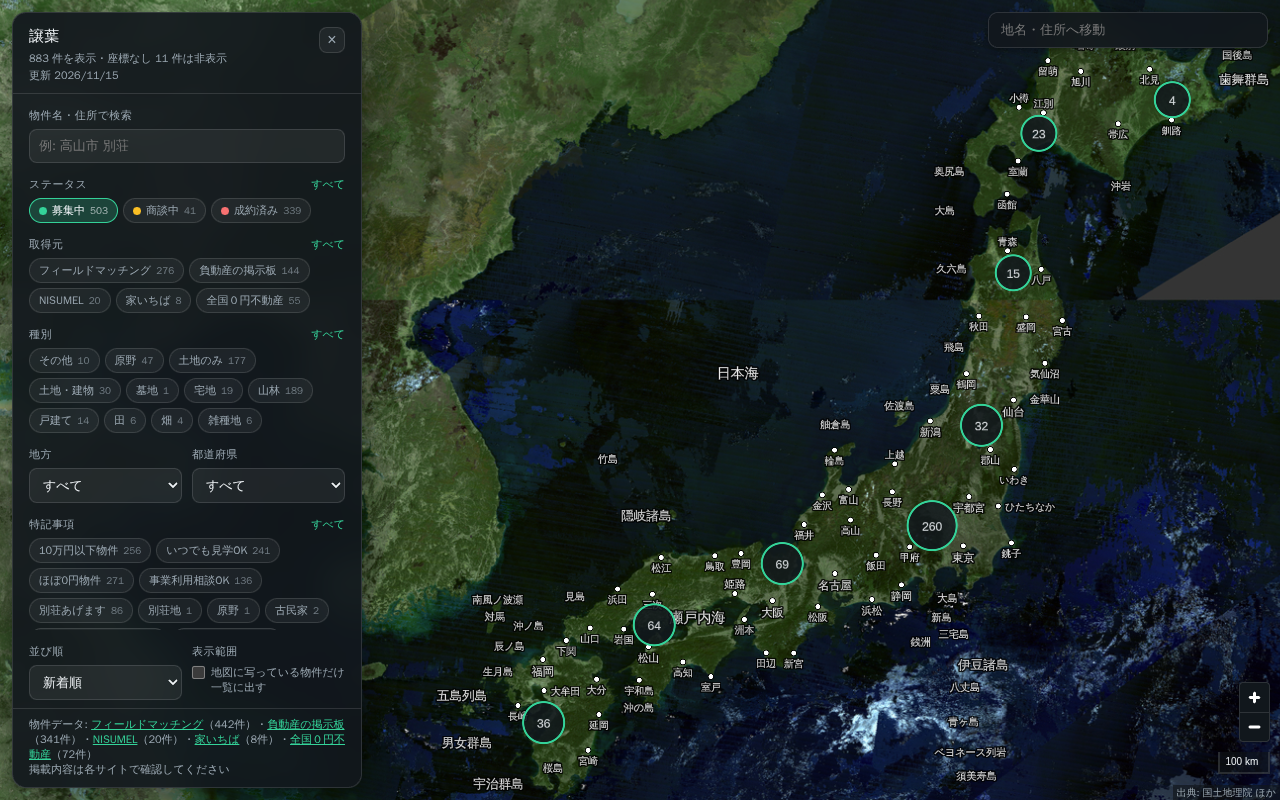 譲葉
×
883 件を表示・座標なし 11 件は非表示
更新 2026/11/15
物件名・住所で検索
例: 高山市 別荘
ステータス すべて
募集中 503 商談中 41 成約済み 339
取得元 すべて
フィールドマッチング 276 負動産の掲示板 144
NISUMEL 20 家いちば 8 全国０円不動産 55
種別 すべて
その他 10 原野 47 土地のみ 177
土地・建物 30 墓地 1 宅地 19 山林 189
戸建て 14 田 6 畑 4 雑種地 6
地方 都道府県
すべて すべて
特記事項 すべて
10万円以下物件 256 いつでも見学OK 241
ほぼ0円物件 271 事業利用相談OK 136
別荘あげます 86 別荘地 1 原野 1 古民家 2
並び順 表示範囲
新着順 地図に写っている物件だけ
一覧に出す
物件データ: フィールドマッチング（442件）・負動産の掲示板
（341件）・NISUMEL（20件）・家いちば（8件）・全国０円不
動産（72件）
掲載内容は各サイトで確認してください
地名・住所へ移動
国後島
留萌
旭川
北見
歯舞群島
小樽
江別
4
23
帯広
釧路
奥尻島
室蘭
沖岩
函館
大島
青森
久六島
15
八戸
秋田
盛岡
宮古
飛島
気仙沼
粟島
鶴岡
金華山
佐渡島
仙台
舳倉島
新潟
32
日本海
竹島
輪島
上越
郡山
いわき
金沢
富山
長野
宇都宮
ひたちなか
隠岐諸島
福井
高山
260
銚子
松江
鳥取
豊岡
69
飯田
甲府
東京
姫路
名古屋
南風ノ波瀬
見島
浜田
大阪
松阪
浜松
静岡
大島
対馬
沖ノ島
64
瀬戸内海
洲本
新島
三宅島
銭洲
山口
岩国
辰ノ島
下関
松山
田辺
新宮
伊豆諸島
生月島
福岡
高知
室戸
八丈島
五島列島
大牟田
大分
宇和島
沖の島
36
延岡
青ヶ島
男女群島
宮崎
ベヨネース列岩
桜島
須美寿島
宇治群島
+
−
100 km
出典: 国土地理院 ほか